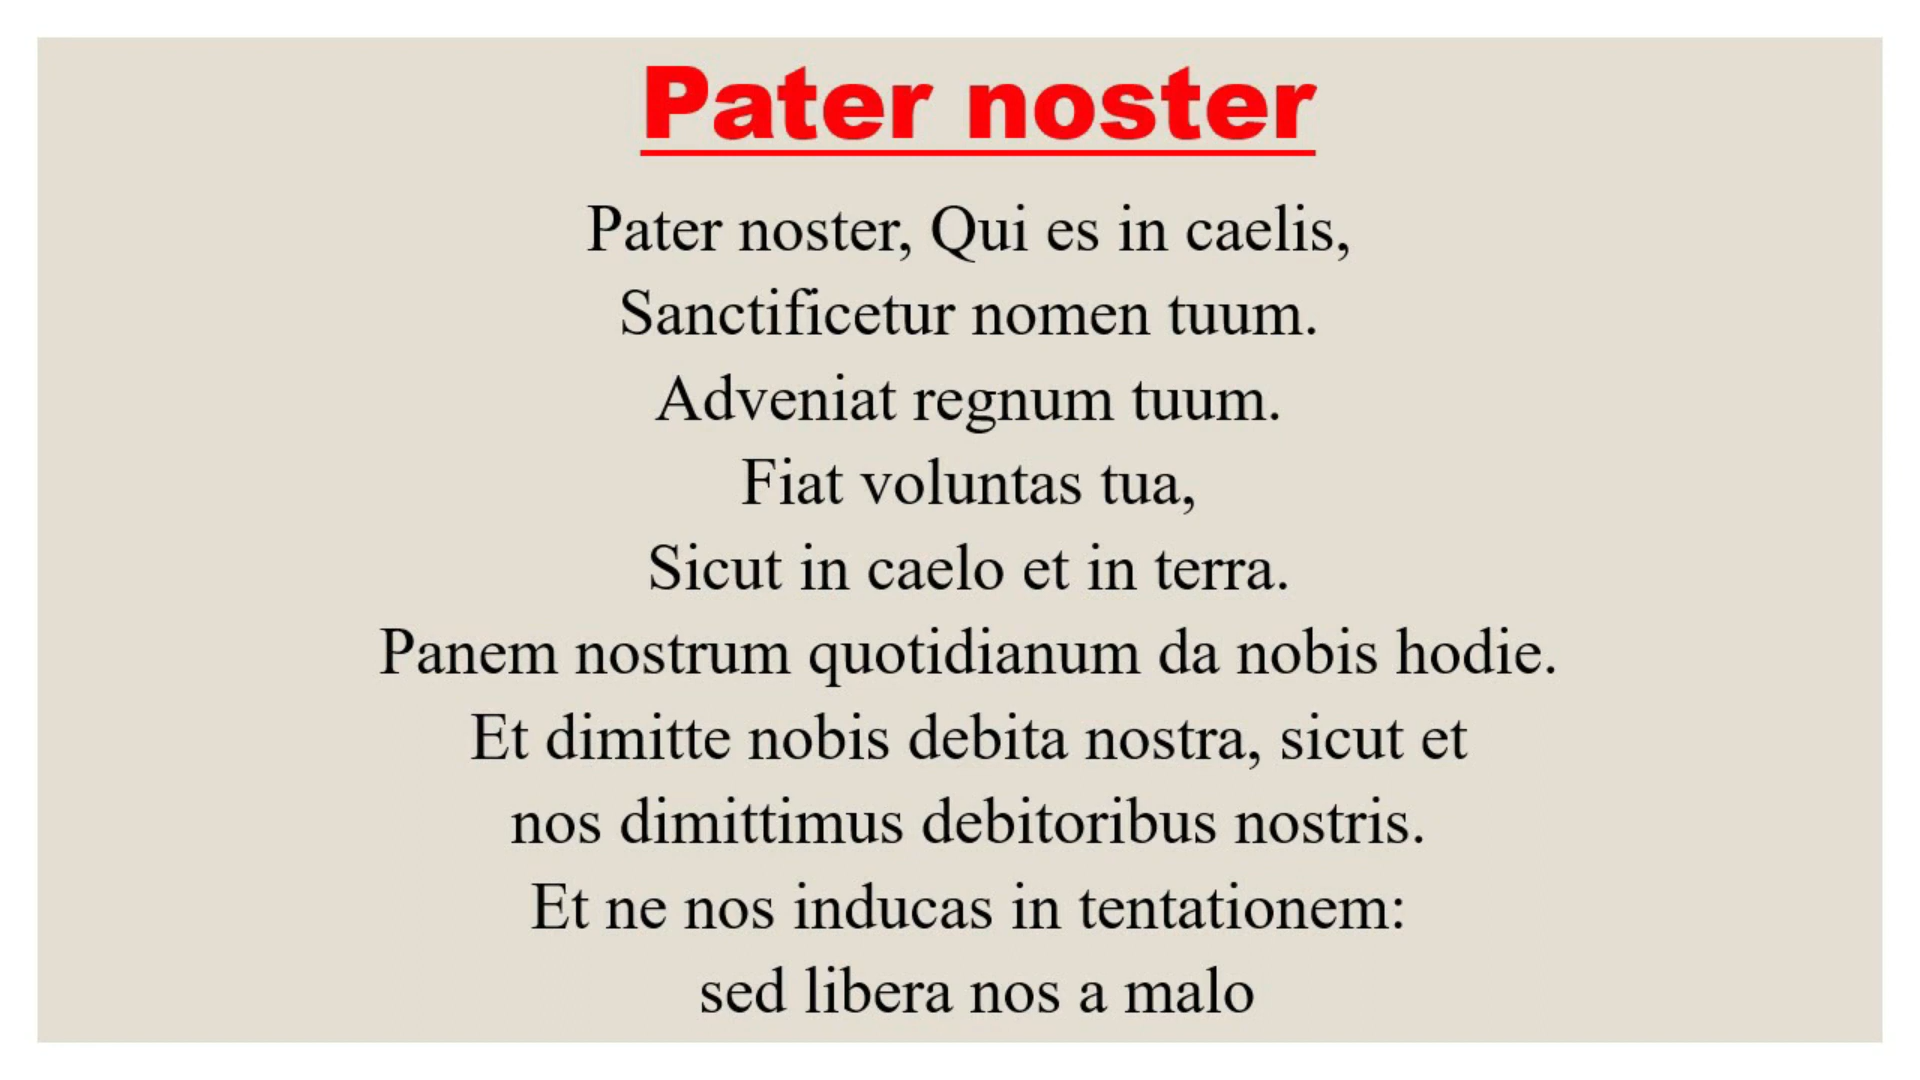 Pater noster
Pater noster, Qui es in caelis,
Sanctificetur nomen tuum.
Adveniat regnum tuum.
Fiat voluntas tua,
Sicut in caelo et in terra.
Panem nostrum quotidianum da nobis hodie.
Et dimitte nobis debita nostra, sicut et
nos dimittimus debitoribus nostris.
Et ne nos inducas in tentationem:
sed libera nos a malo